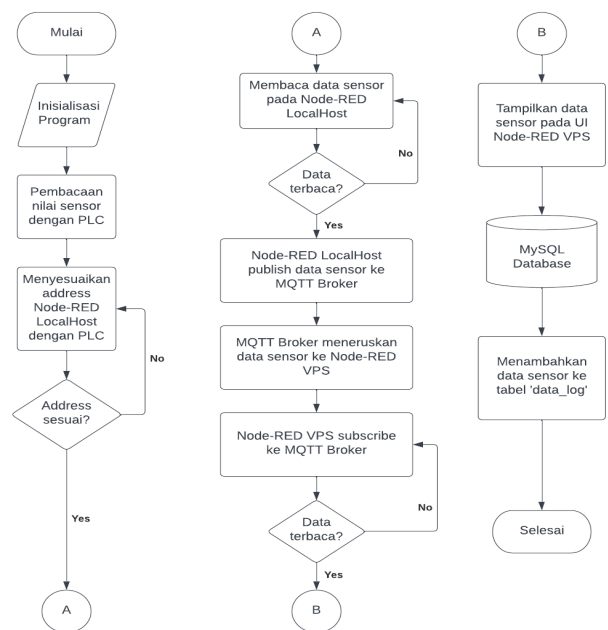 Mulai
Inisialisasi
Program
Pembacaan
nilai sensor
dengan PLC
Menyesuaikan
address
Node-RED
LocalHost
dengan PLC
No
Address
sesuai?
Yes
A
A
Membaca data sensor
pada Node-RED
LocalHost
No
Data
terbaca?
Yes
Node-RED LocalHost
publish data sensor ke
MQTT Broker
MQTT Broker meneruskan
data sensor ke Node-RED
VPS
Node-RED VPS subscribe
ke MQTT Broker
No
Data
terbaca?
Yes
B
B
Tampilkan data
sensor pada UI
Node-RED VPS
MySQL
Database
Menambahkan
data sensor ke
tabel 'data_log'
Selesai